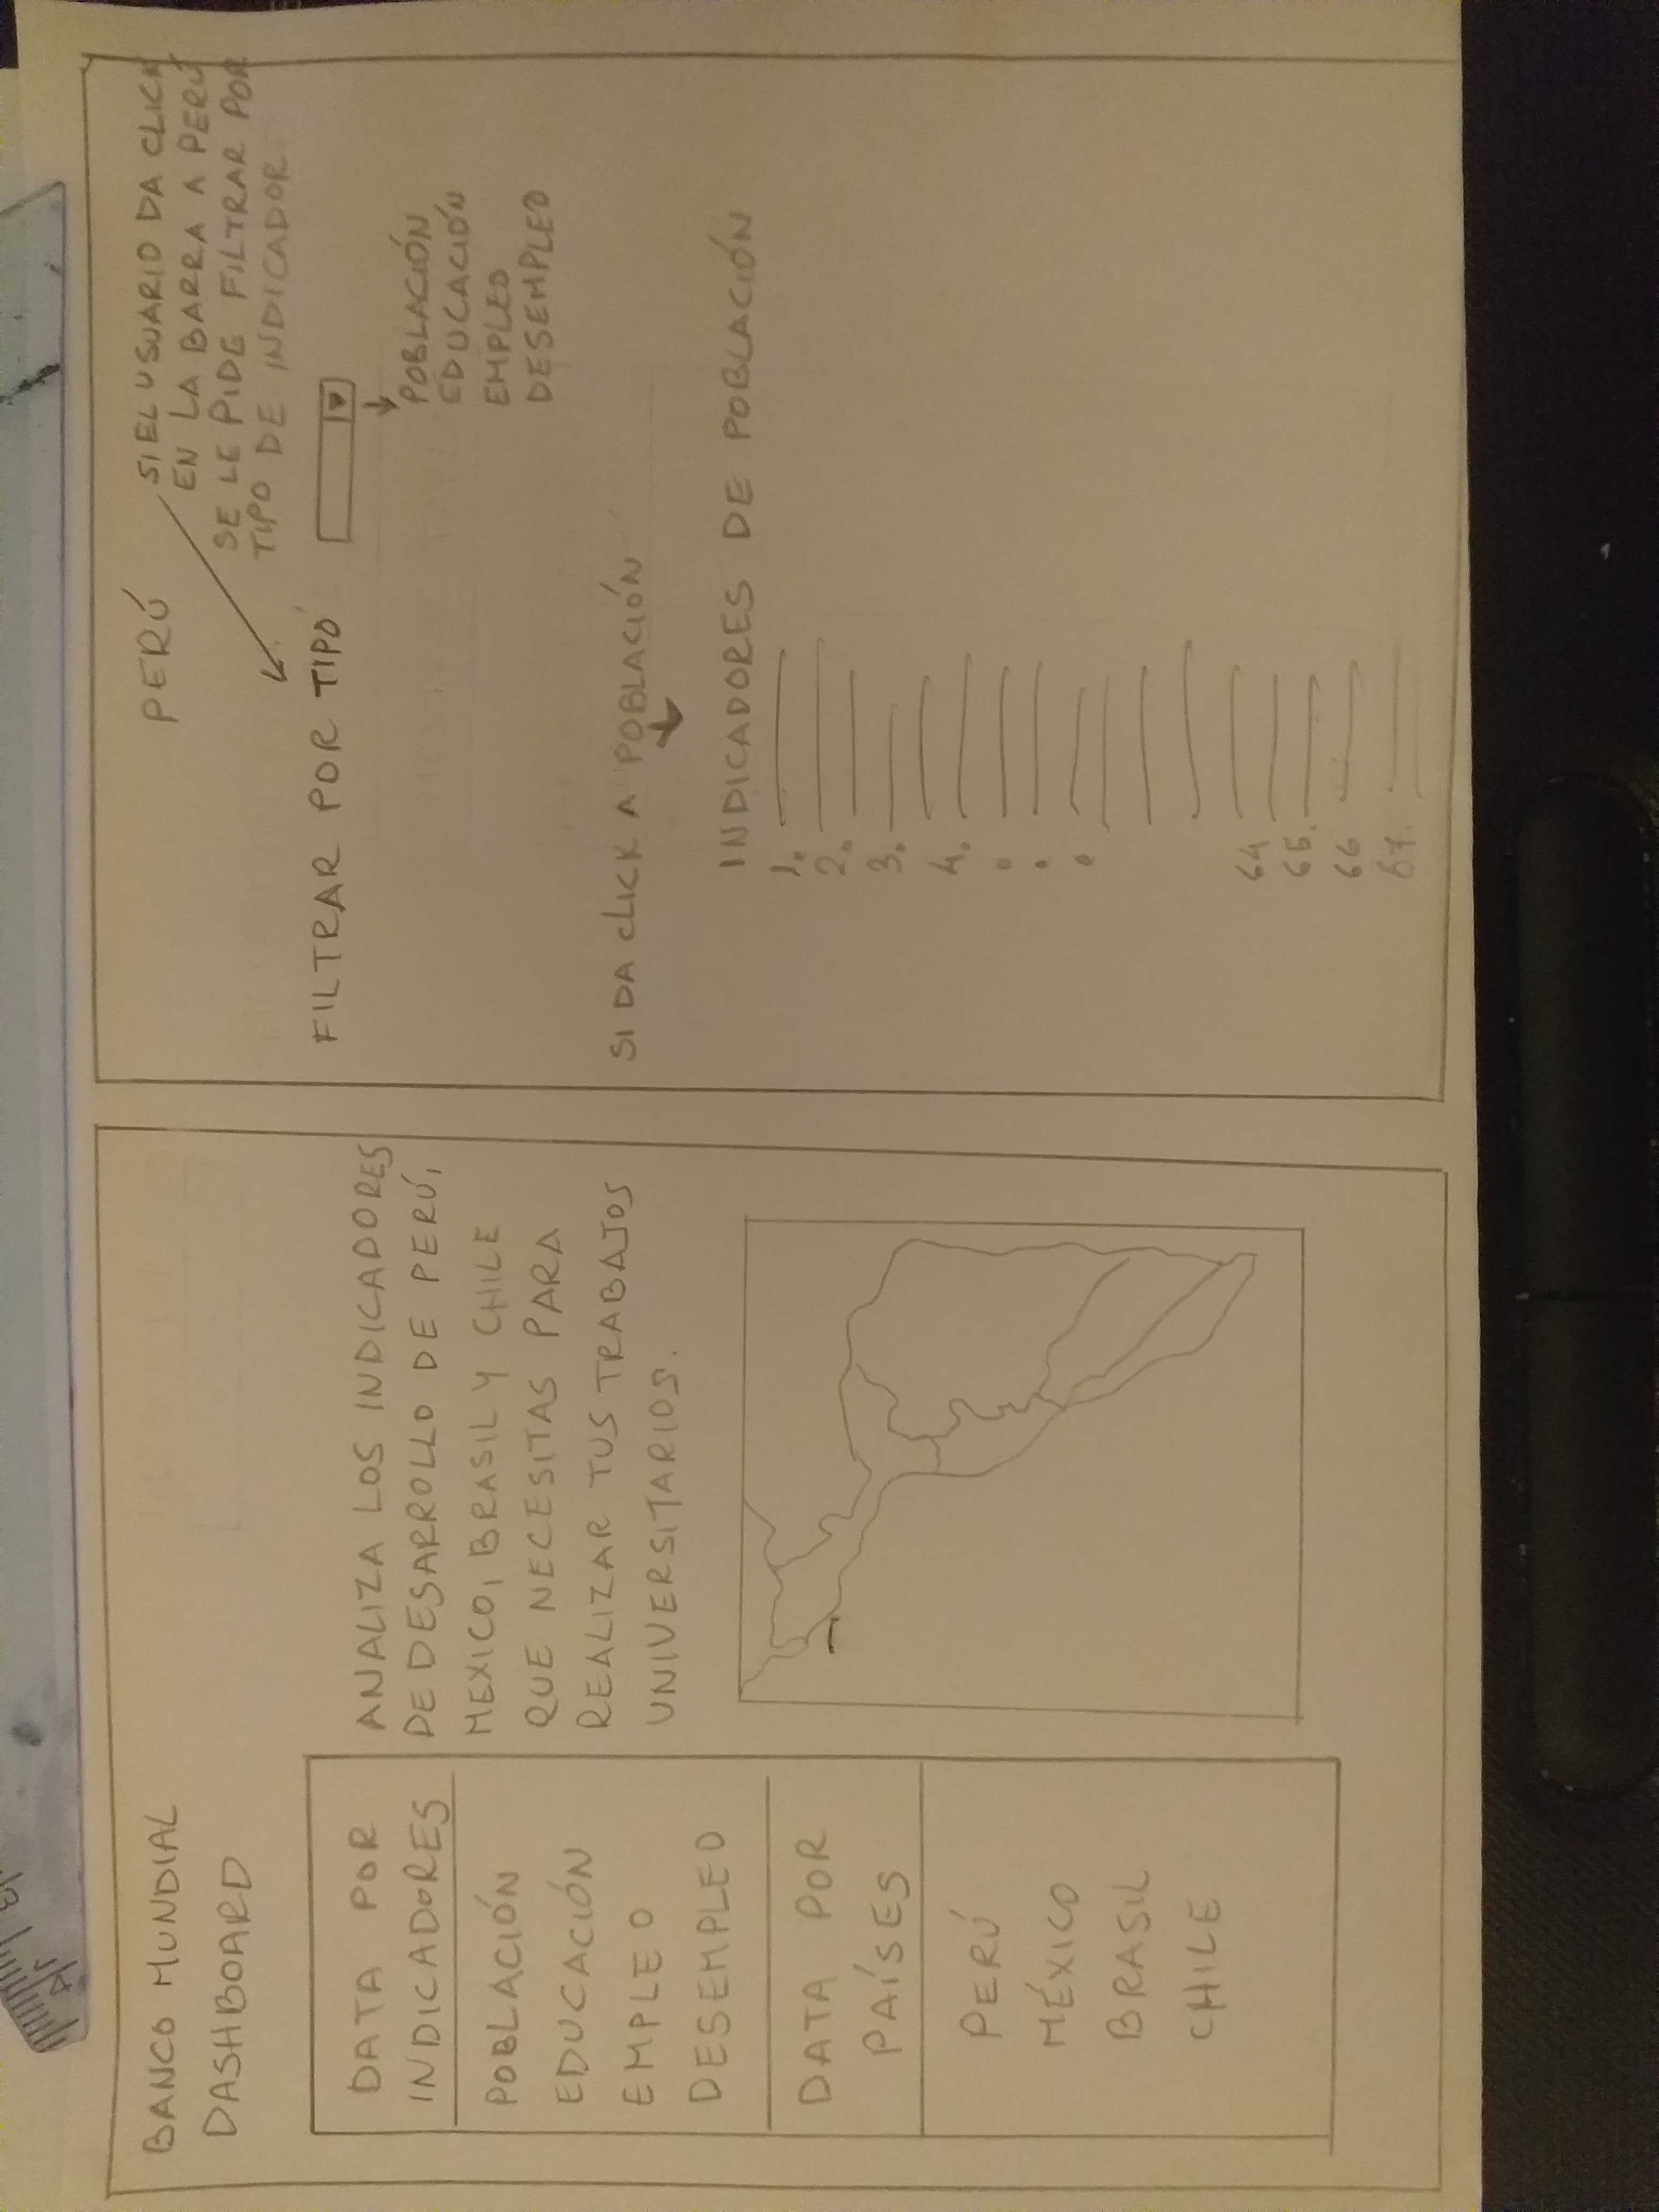 BANCO MUNDIAL
DASHBOARD
DATA POR
INDICADORES
POBLACIÓN
EDUCACIÓN
EMPLEO
DESEMPLEO
DATA POR
PAÍSES
PERÚ
MÉXICO
BRASIL
CHILE
ANALIZA LOS INDICADORES
DE DESARROLLO DE PERÚ,
MEXICO, BRASIL Y CHILE
QUE NECESITAS PARA
REALIZAR TUS TRABAJOS
UNIVERSITARIOS.
PERÚ
SI EL USUARIO DA CLICK
EN LA BARRA A PERÚ
SE LE PIDE FILTRAR POR
TIPO DE INDICADOR
FILTRAR POR TIPO
POBLACIÓN
EDUCACIÓN
EMPLEO
DESEMPLEO
SI DA CLICK A POBLACIÓN
INDICADORES DE POBLACIÓN
1.
2.
3.
4.
64
65.
66
67.